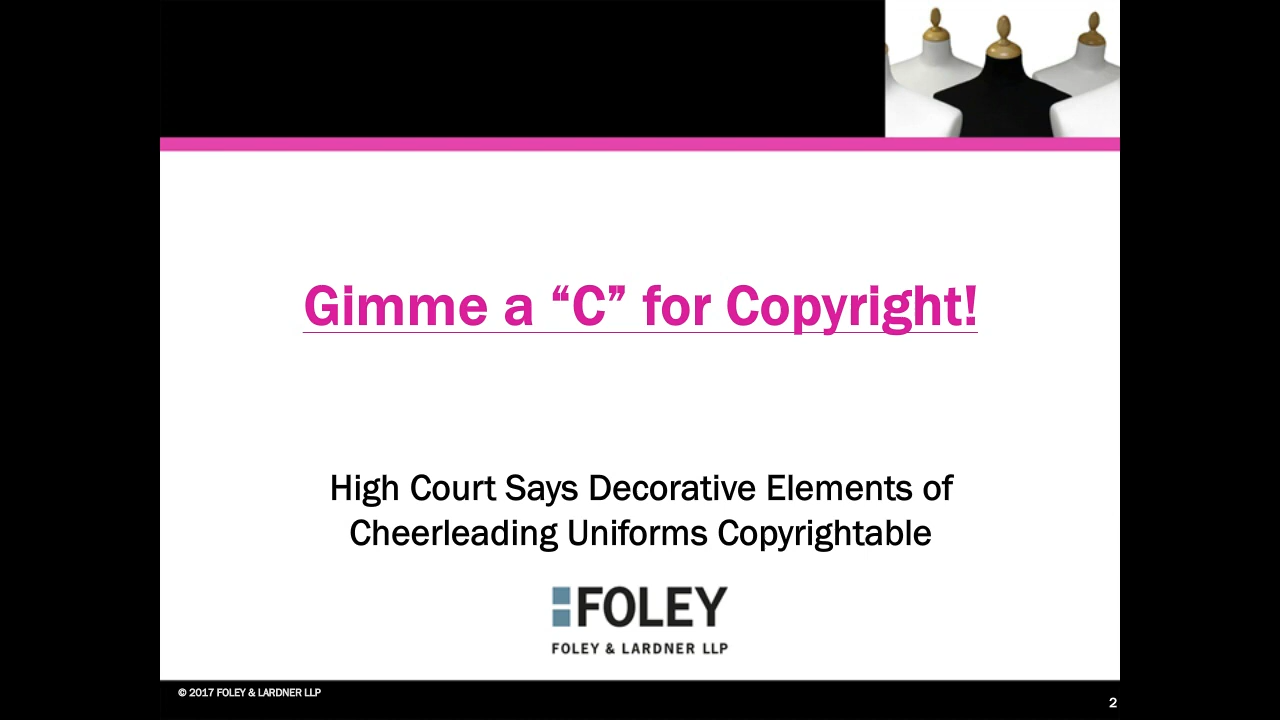 Gimme a “C” for Copyright!
High Court Says Decorative Elements of
Cheerleading Uniforms Copyrightable
FOLEY
FOLEY & LARDNER LLP
© 2017 FOLEY & LARDNER LLP
2